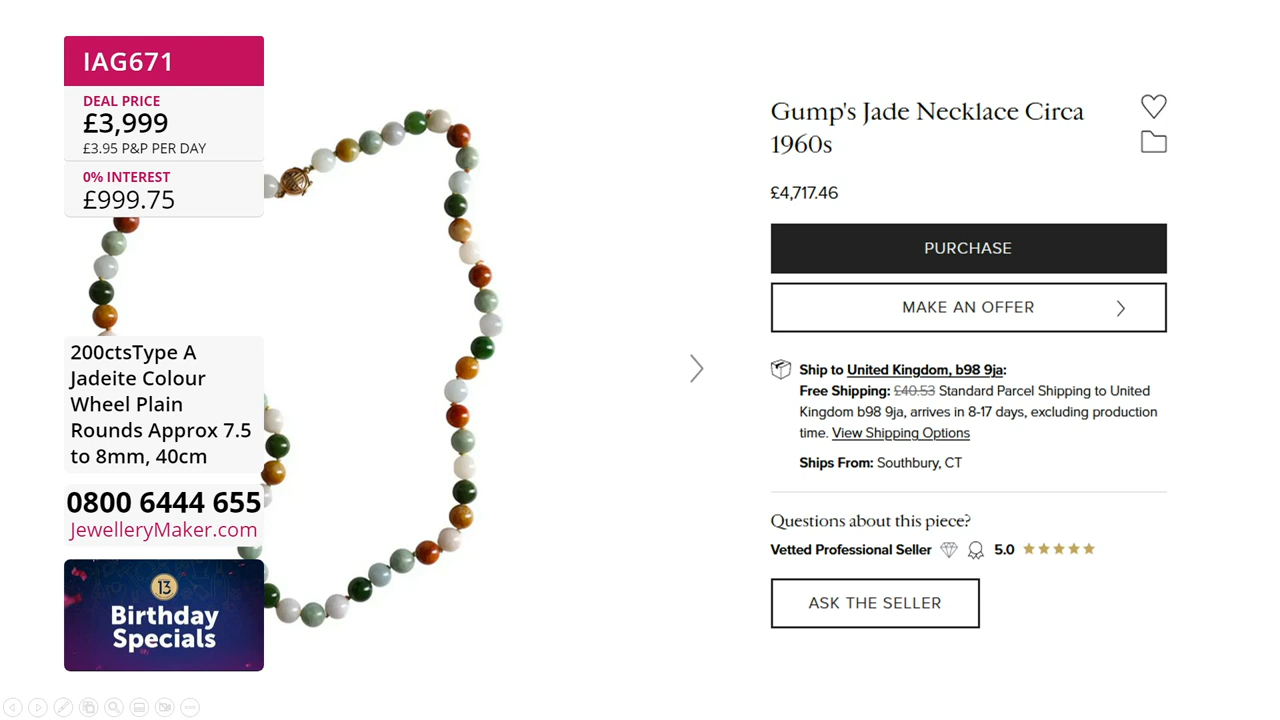 IAG671
DEAL PRICE
£3,999
£3.95 P&P PER DAY
0% INTEREST
£999.75
200ctsType A
Jadeite Colour
Wheel Plain
Rounds Approx 7.5
to 8mm, 40cm
0800 6444 655
JewelleryMaker.com
13
Birthday
Specials
Gump's Jade Necklace Circa
1960s
£4,717.46
PURCHASE
MAKE AN OFFER
Ship to United Kingdom, b98 9ja:
Free Shipping: £40.53 Standard Parcel Shipping to United
Kingdom b98 9ja, arrives in 8-17 days, excluding production
time. View Shipping Options
Ships From: Southbury, CT
Questions about this piece?
Vetted Professional Seller 5.0
ASK THE SELLER